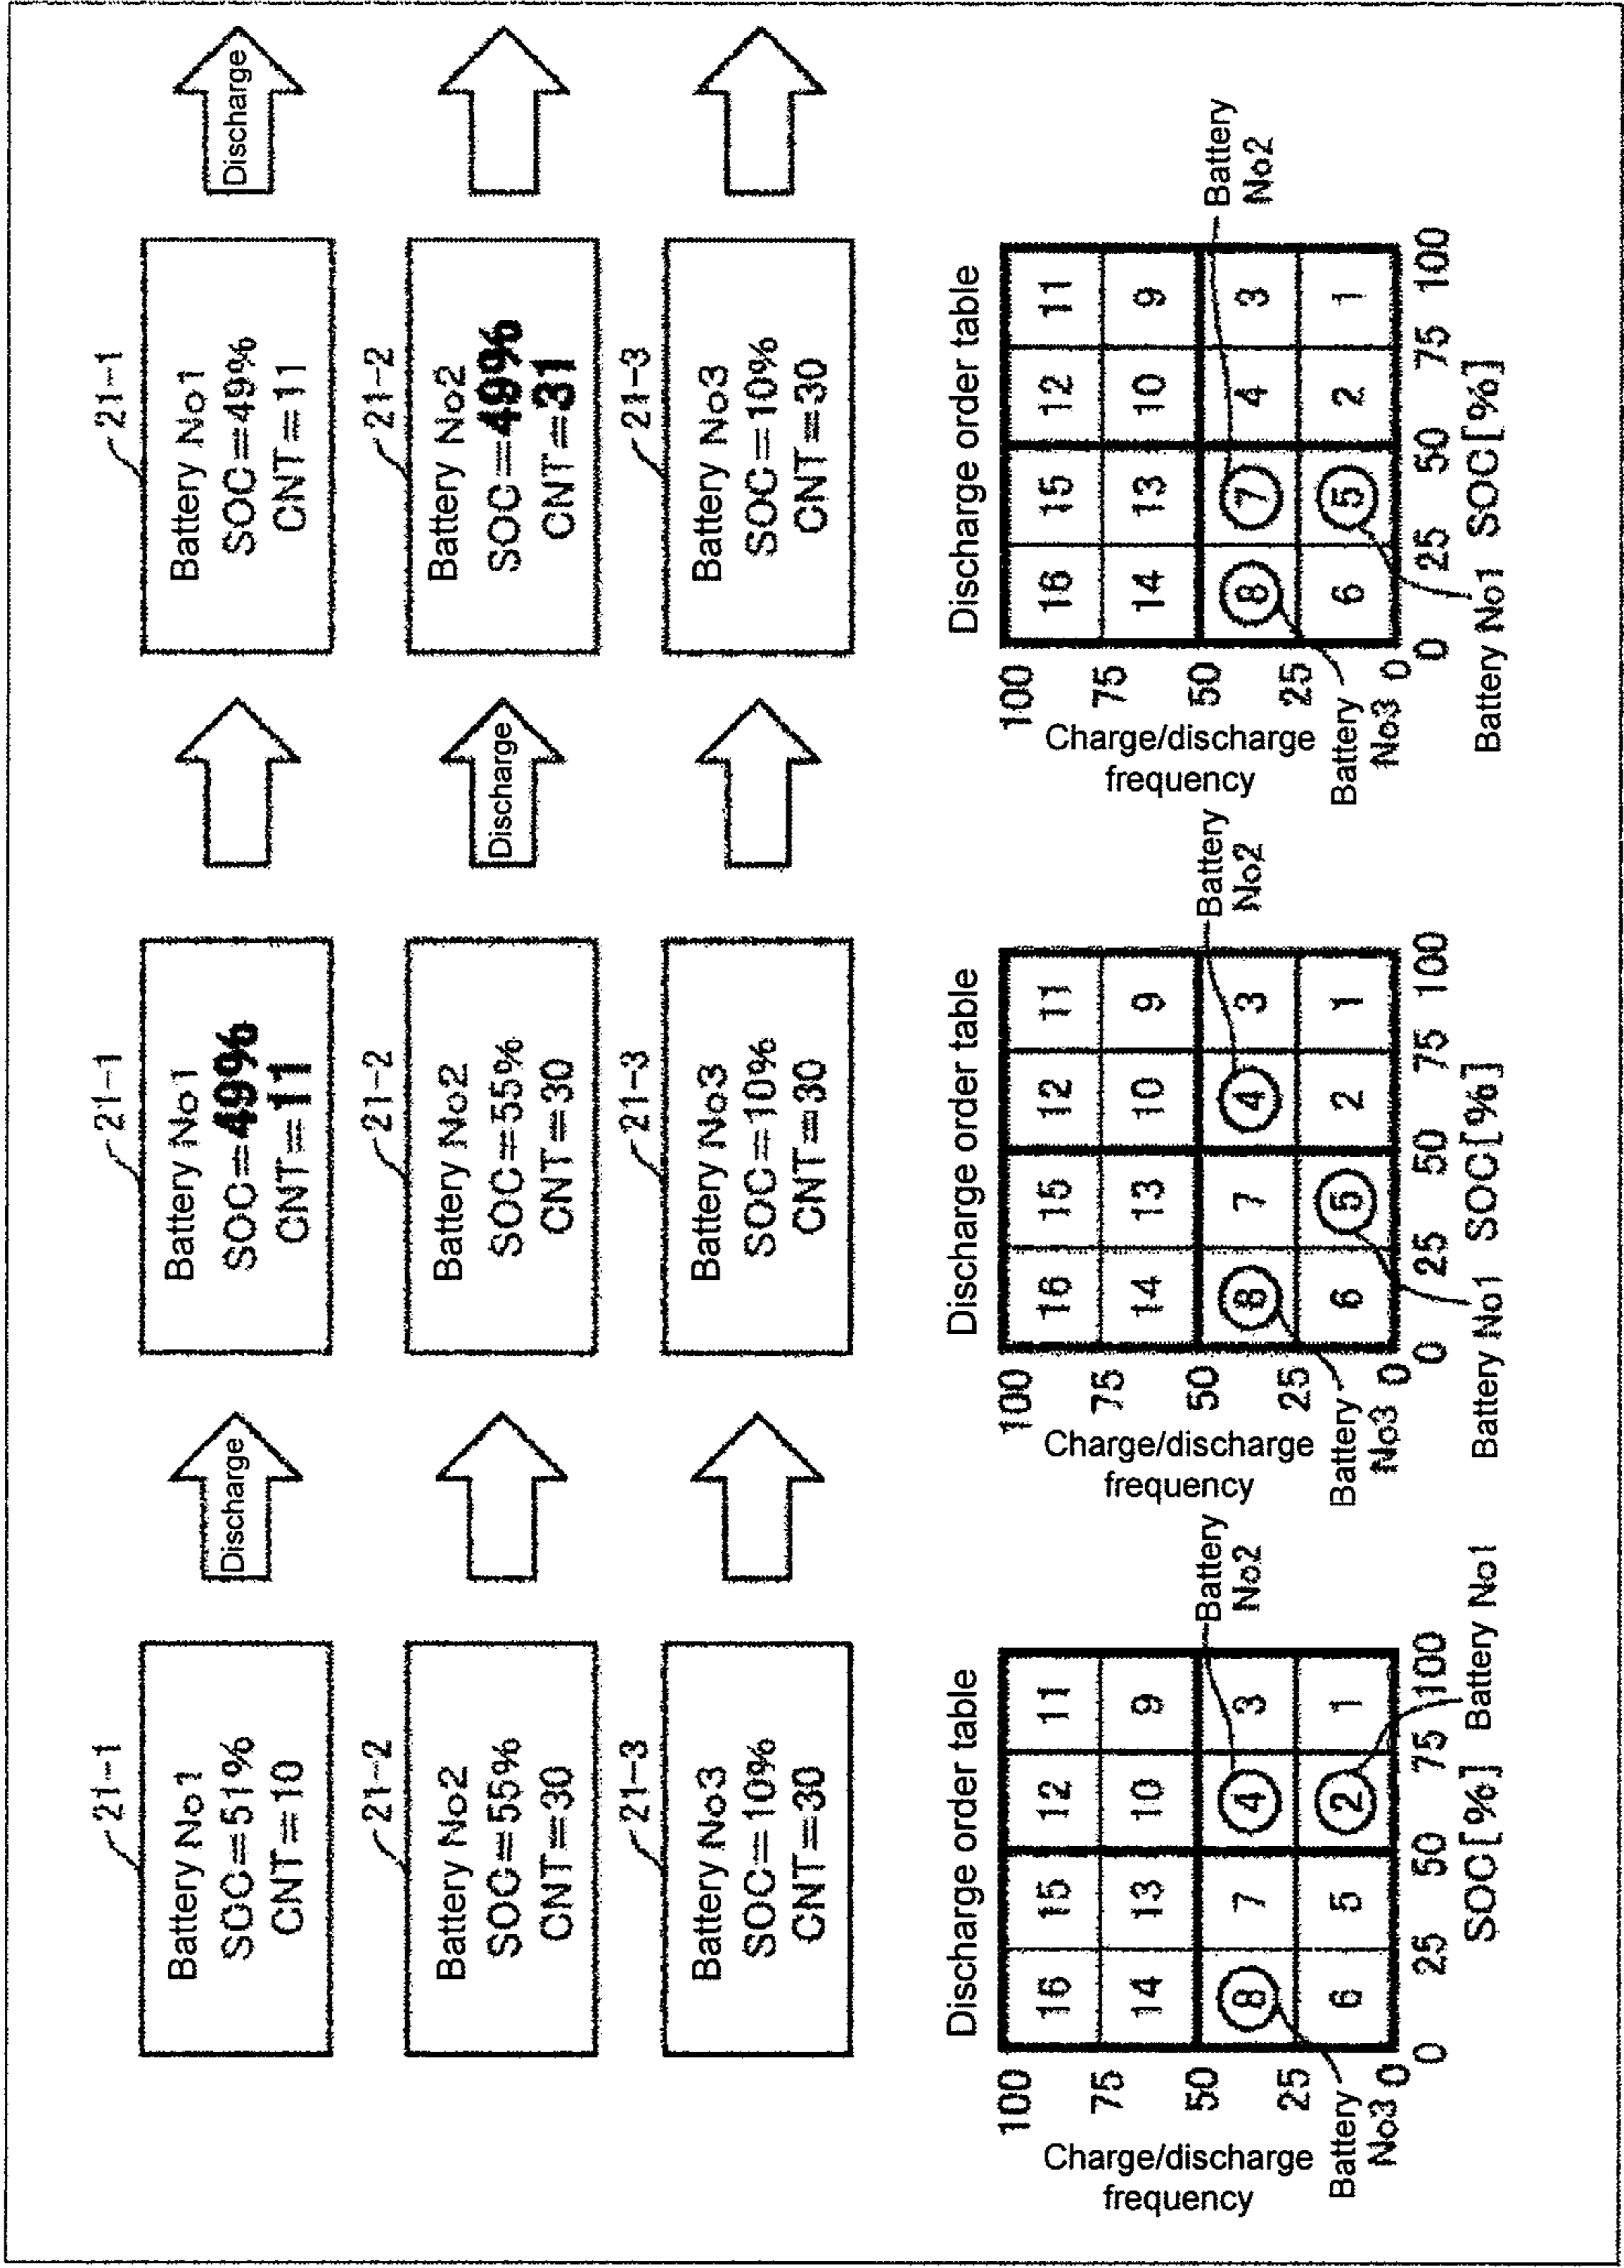 21-1
Battery No1
SOC=51%
CNT=10
Discharge
21-1
Battery No1
SOC=49%
CNT=11
21-1
Battery No1
SOC=49%
CNT=11
Discharge
21-2
Battery No2
SOC=55%
CNT=30
21-2
Battery No2
SOC=55%
CNT=30
Discharge
21-2
Battery No2
SOC=49%
CNT=31
21-3
Battery No3
SOC=10%
CNT=30
21-3
Battery No3
SOC=10%
CNT=30
21-3
Battery No3
SOC=10%
CNT=30
Discharge order table
100
16 15 12 11
75
14 13 10 9
50
8 7 4 3
25
6 5 2 1
0
0 25 50 75 100
Charge/discharge
frequency
SOC[%]
Battery
No3
Battery
No2
Battery No1
Discharge order table
100
16 15 12 11
75
14 13 10 9
50
8 7 4 3
25
6 5 2 1
0
0 25 50 75 100
Charge/discharge
frequency
Battery
No3
Battery No1
SOC[%]
Battery
No2
Discharge order table
100
16 15 12 11
75
14 13 10 9
50
8 7 4 3
25
6 5 2 1
0
0 25 50 75 100
Charge/discharge
frequency
Battery
No3
Battery No1
SOC[%]
Battery
No2